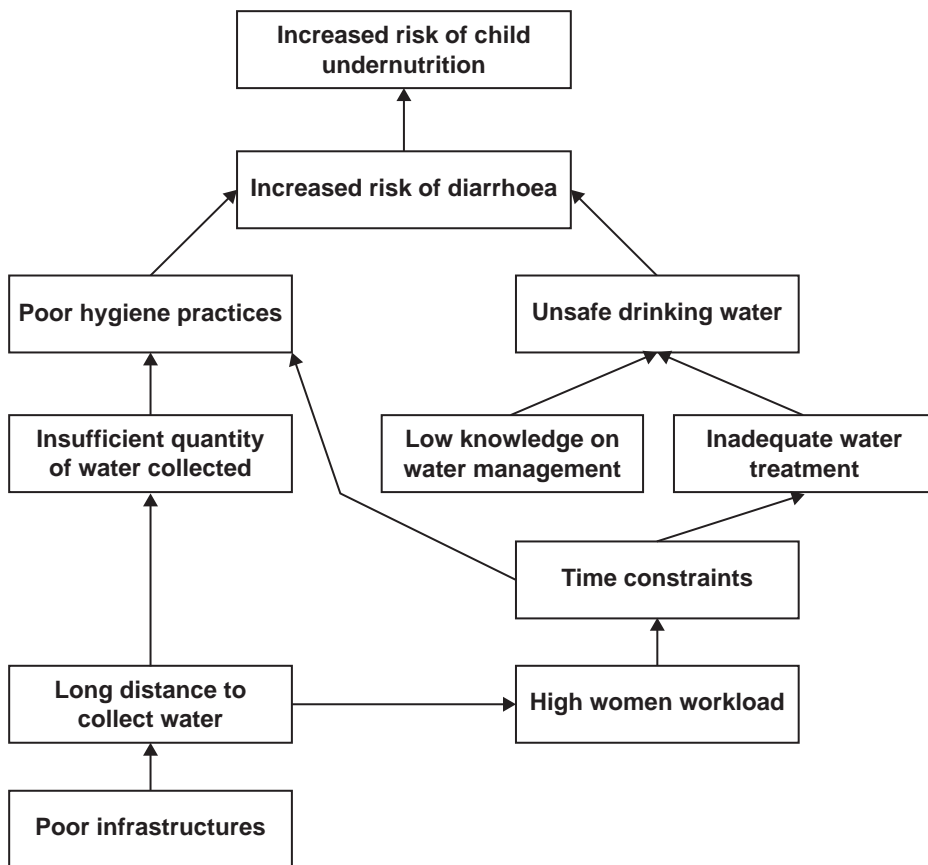 Increased risk of child
undernutrition
Increased risk of diarrhoea
Poor hygiene practices
Unsafe drinking water
Insufficient quantity
of water collected
Low knowledge on
water management
Inadequate water
treatment
Time constraints
Long distance to
collect water
High women workload
Poor infrastructures